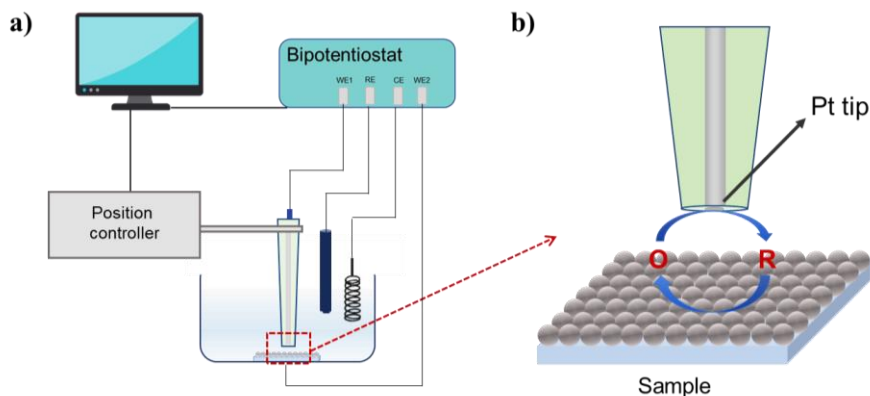 a)
Bipotentiostat
WE1 RE CE WE2
Position
controller
b)
Pt tip
O R
Sample